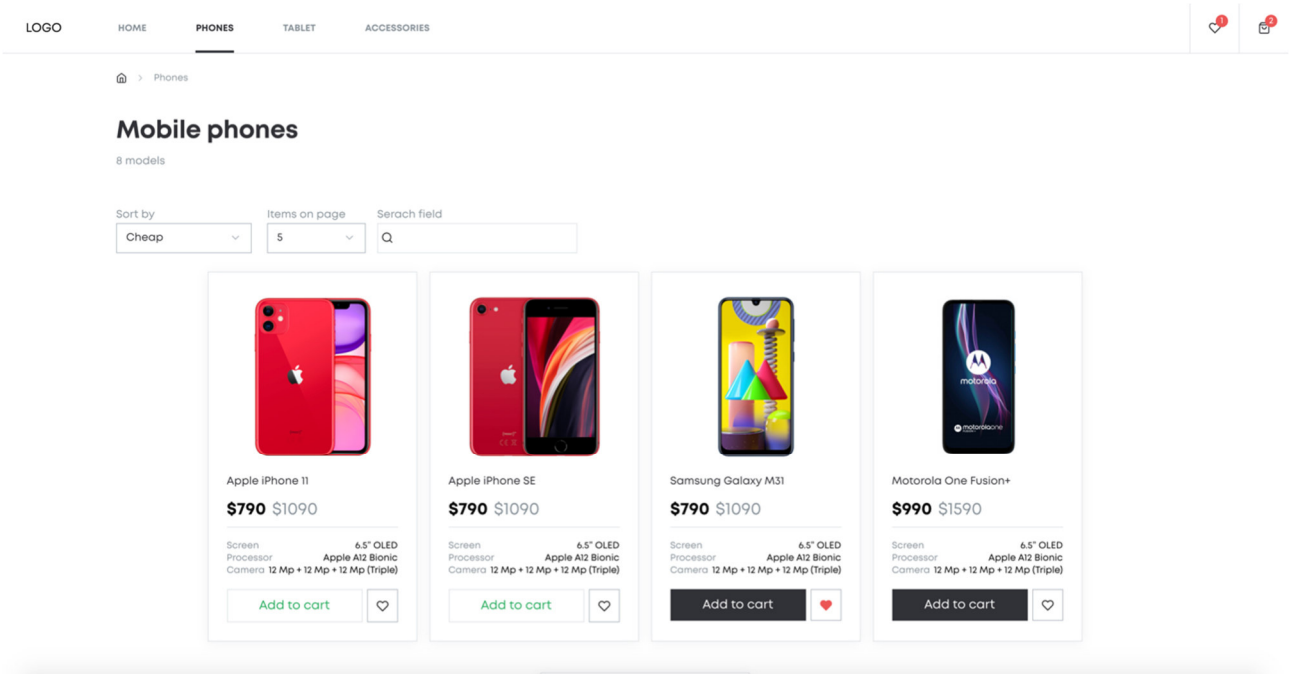 LOGO HOME PHONES TABLET ACCESSORIES 1 2
Phones
Mobile phones
8 models
Sort by Items on page Serach field
Cheap 5
motorola
motorolaone
Apple iPhone 11 Apple iPhone SE Samsung Galaxy M31 Motorola One Fusion+
$790 $1090 $790 $1090 $790 $1090 $990 $1590
Screen 6.5” OLED Screen 6.5” OLED Screen 6.5” OLED Screen 6.5” OLED
Processor Apple A12 Bionic Processor Apple A12 Bionic Processor Apple A12 Bionic Processor Apple A12 Bionic
Camera 12 Mp + 12 Mp + 12 Mp (Triple) Camera 12 Mp + 12 Mp + 12 Mp (Triple) Camera 12 Mp + 12 Mp + 12 Mp (Triple) Camera 12 Mp + 12 Mp + 12 Mp (Triple)
Add to cart Add to cart Add to cart Add to cart